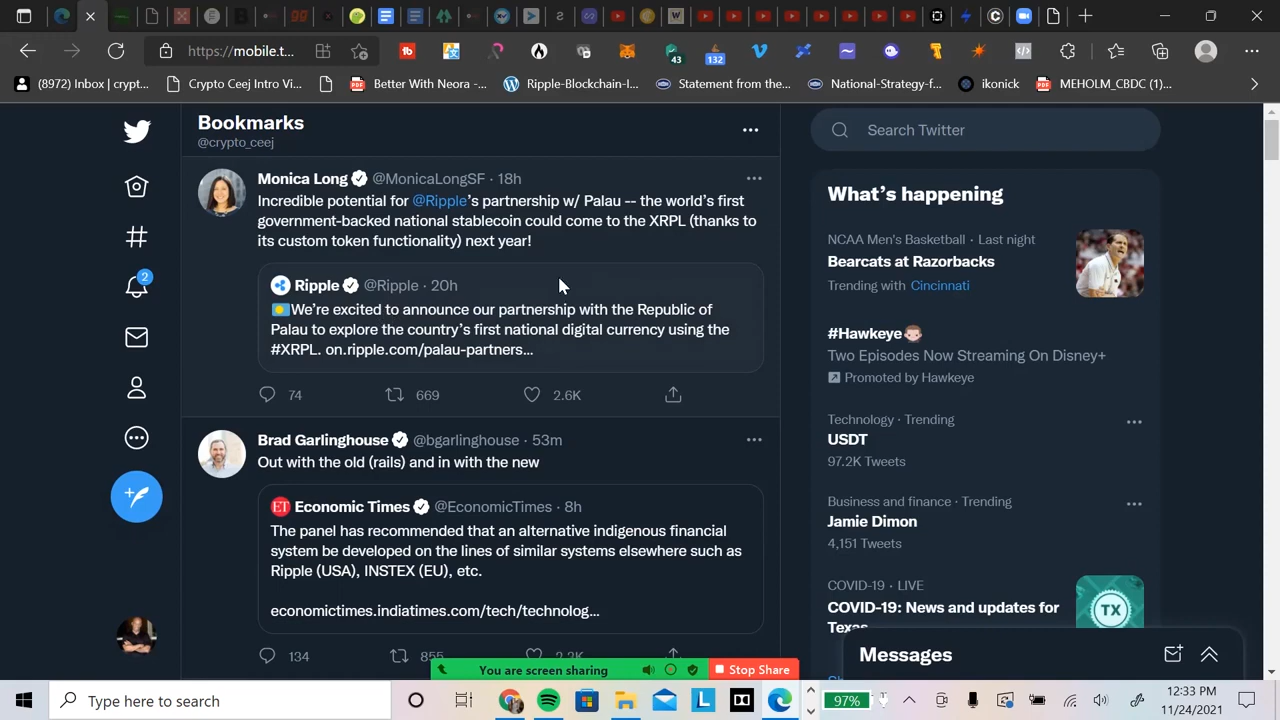 https://mobile.t...
43
132
(8972) Inbox | crypt...
Crypto Ceej Intro Vi...
PDF
Better With Neora -...
Ripple-Blockchain-I...
Statement from the...
National-Strategy-f...
ikonick
PDF
MEHOLM_CBDC (1)...
Bookmarks
@crypto_ceej
Search Twitter
Monica Long @MonicaLongSF · 18h
Incredible potential for @Ripple's partnership w/ Palau -- the world's first
government-backed national stablecoin could come to the XRPL (thanks to
its custom token functionality) next year!
Ripple @Ripple · 20h
We're excited to announce our partnership with the Republic of
Palau to explore the country's first national digital currency using the
#XRPL. on.ripple.com/palau-partners...
74
669
2.6K
Brad Garlinghouse @bgarlinghouse · 53m
Out with the old (rails) and in with the new
ET Economic Times @EconomicTimes · 8h
The panel has recommended that an alternative indigenous financial
system be developed on the lines of similar systems elsewhere such as
Ripple (USA), INSTEX (EU), etc.
economictimes.indiatimes.com/tech/technolog...
134
855
2.2K
2
What's happening
NCAA Men's Basketball · Last night
Bearcats at Razorbacks
Trending with Cincinnati
#Hawkeye
Two Episodes Now Streaming On Disney+
Promoted by Hawkeye
Technology · Trending
USDT
97.2K Tweets
Business and finance · Trending
Jamie Dimon
4,151 Tweets
COVID-19 · LIVE
COVID-19: News and updates for
Texas
TX
Messages
You are screen sharing
Stop Share
Type here to search
97%
12:33 PM
11/24/2021